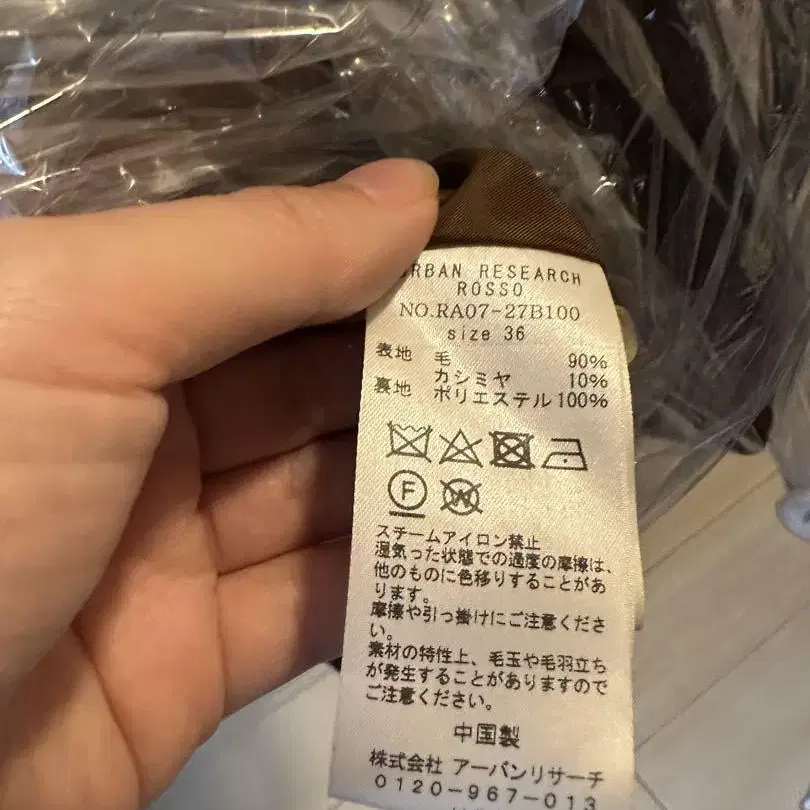 URBAN RESEARCH
ROSSO
NO.RA07-27B100
size 36
表地 毛 90%
カシミヤ 10%
裏地 ポリエステル 100%
F
W
スチームアイロン禁止
湿気った状態での過度の摩擦は、
他のものに色移りすることがあ
ります。
摩擦や引っ掛けにご注意くださ
い。
素材の特性上、毛玉や毛羽立ち
が発生することがありますので
ご注意ください。
中国製
株式会社 アーバンリサーチ
0120-967-013